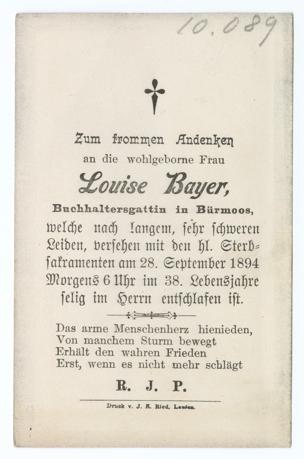 10.089
Zum frommen Andenken
an die wohlgeborne Frau
Louise Bayer,
Buchhaltersgattin in Bürmoos,
welche nach langem, sehr schweren
Leiden, versehen mit den hl. Sterb-
sakramenten am 28. September 1894
Morgens 6 Uhr im 38. Lebensjahre
selig im Herrn entschlafen ist.
Das arme Menschenherz hienieden,
Von manchem Sturm bewegt
Erhält den wahren Frieden
Erst, wenn es nicht mehr schlägt
R. J. P.
Druck v. J. K. Ried, Laufen.